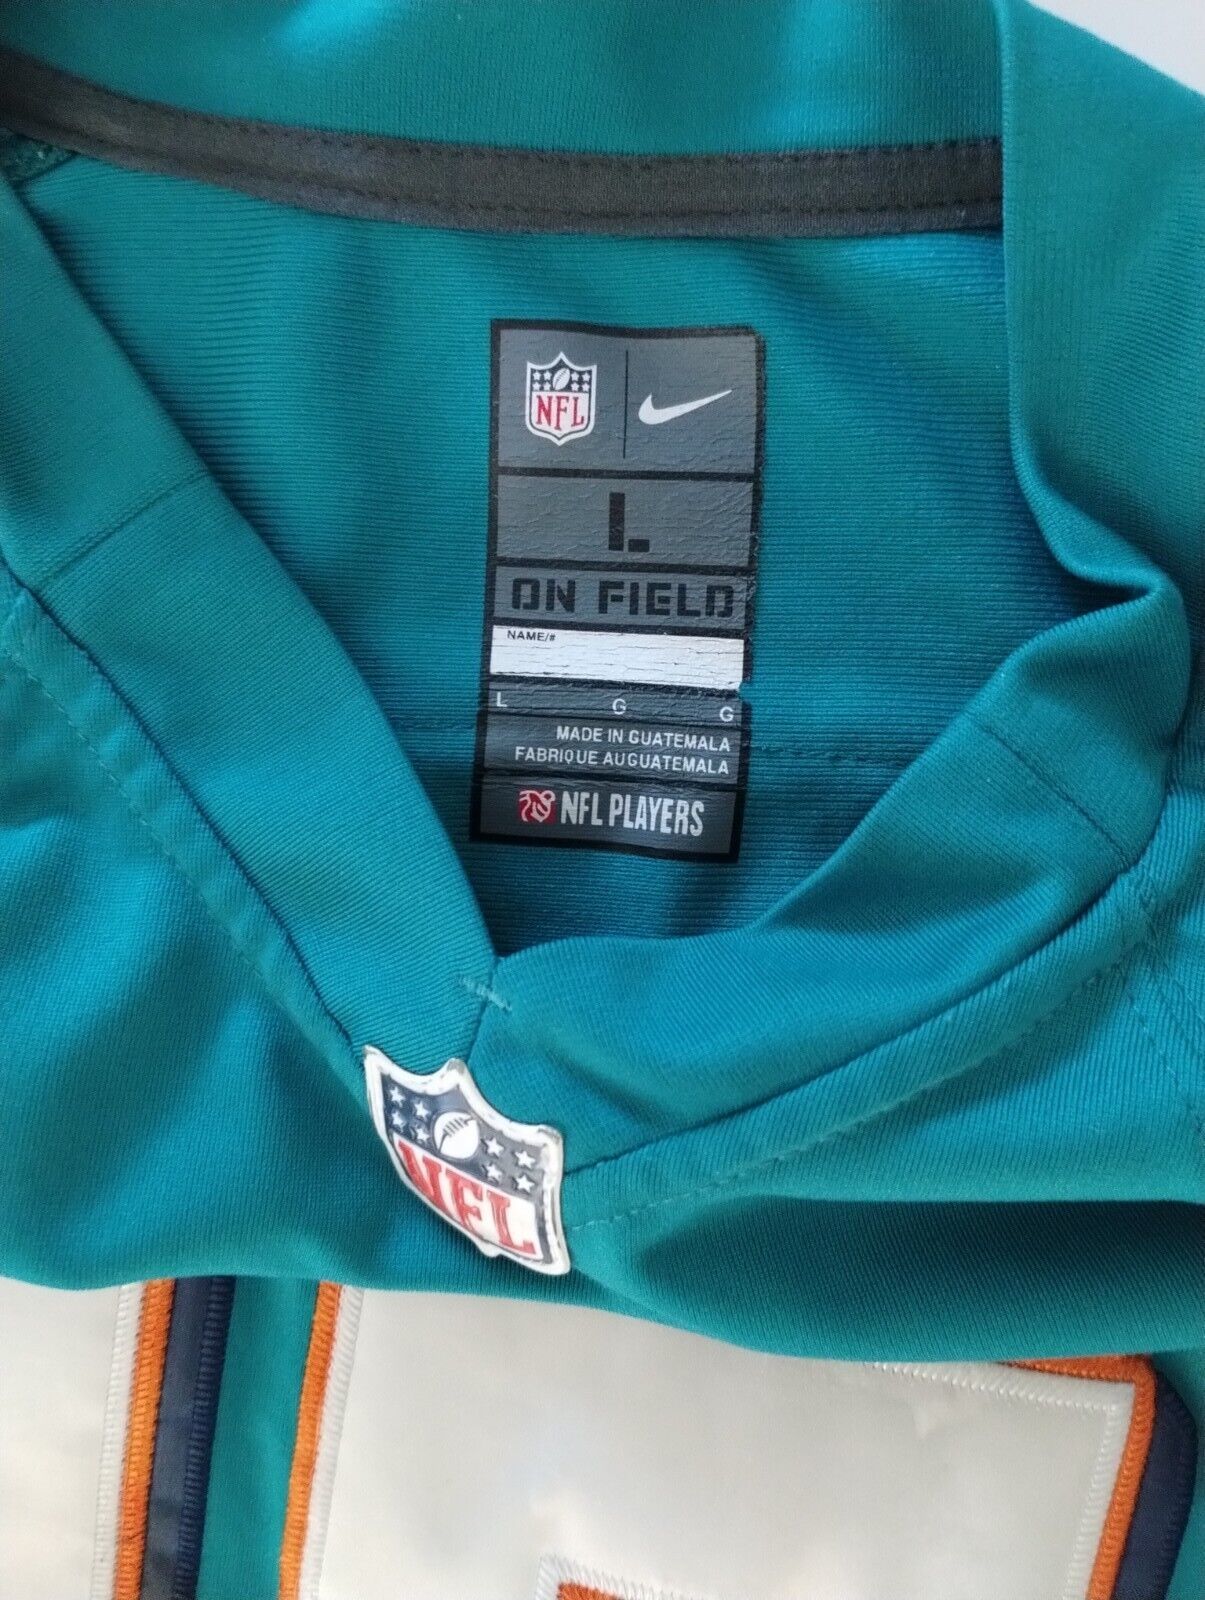 NFL
L
ON FIELD
NAME/#
L G G
MADE IN GUATEMALA
FABRIQUE AUGUATEMALA
NFL PLAYERS
NFL